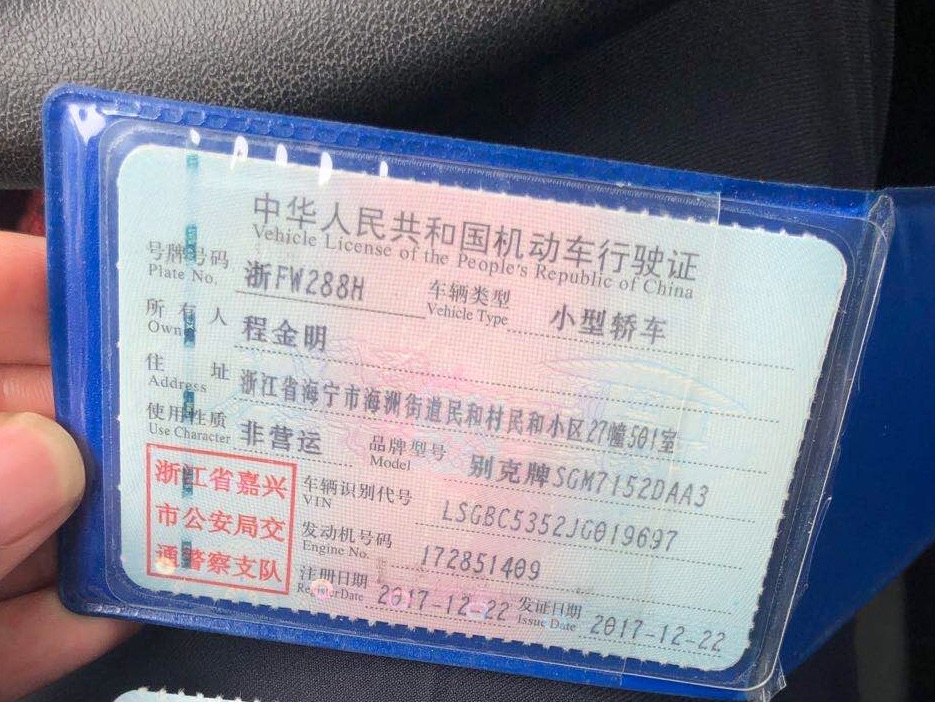 中华人民共和国机动车行驶证
Vehicle License of the People's Republic of China
号牌号码 浙FW288H 车辆类型 小型轿车
Plate No. Vehicle Type
所有人 程金明
Owner
住址 浙江省海宁市海洲街道民和村民和小区27幢501室
Address
使用性质 非营运 品牌型号 别克牌SGM7152DAA3
Use Character Model
浙江省嘉兴
市公安局交
通警察支队
车辆识别代号 LSGBC5352JG019697
VIN
发动机号码 172851409
Engine No.
注册日期 2017-12-22 发证日期 2017-12-22
Register Date Issue Date